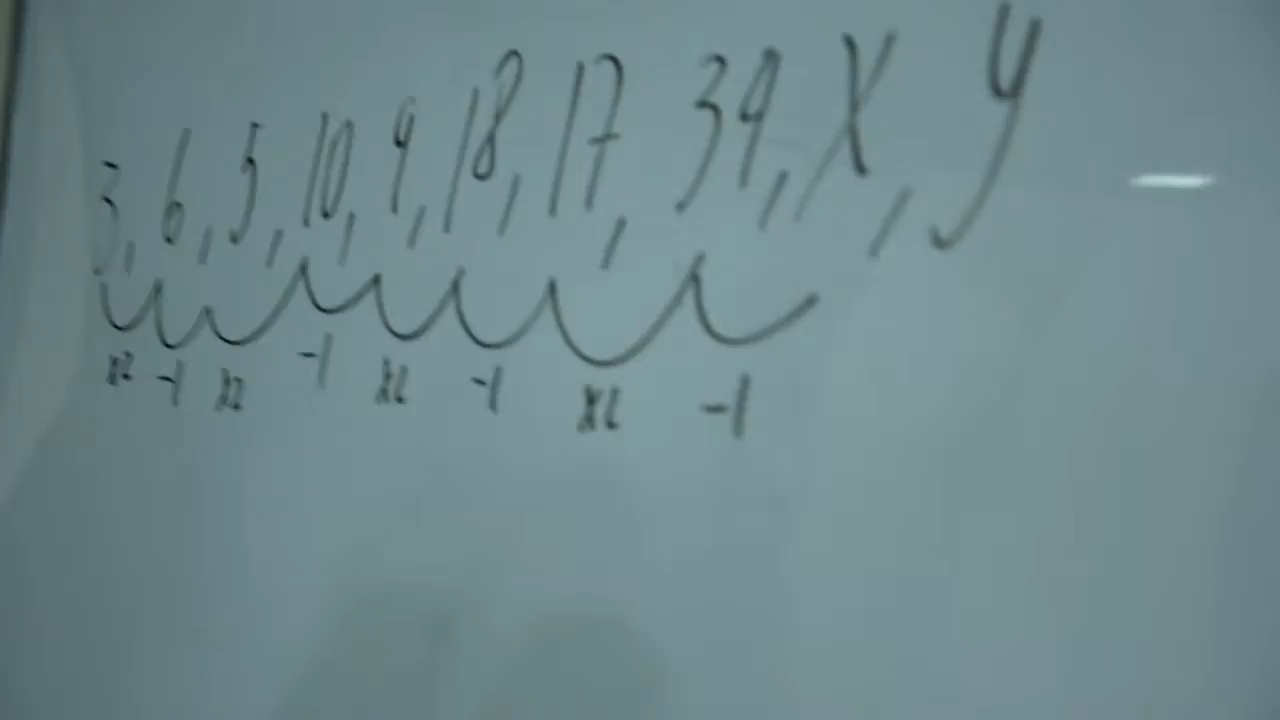 3, 6, 5, 10, 9, 18, 17, 34, X, y
x2 -1 x2 -1 x2 -1 x2 -1